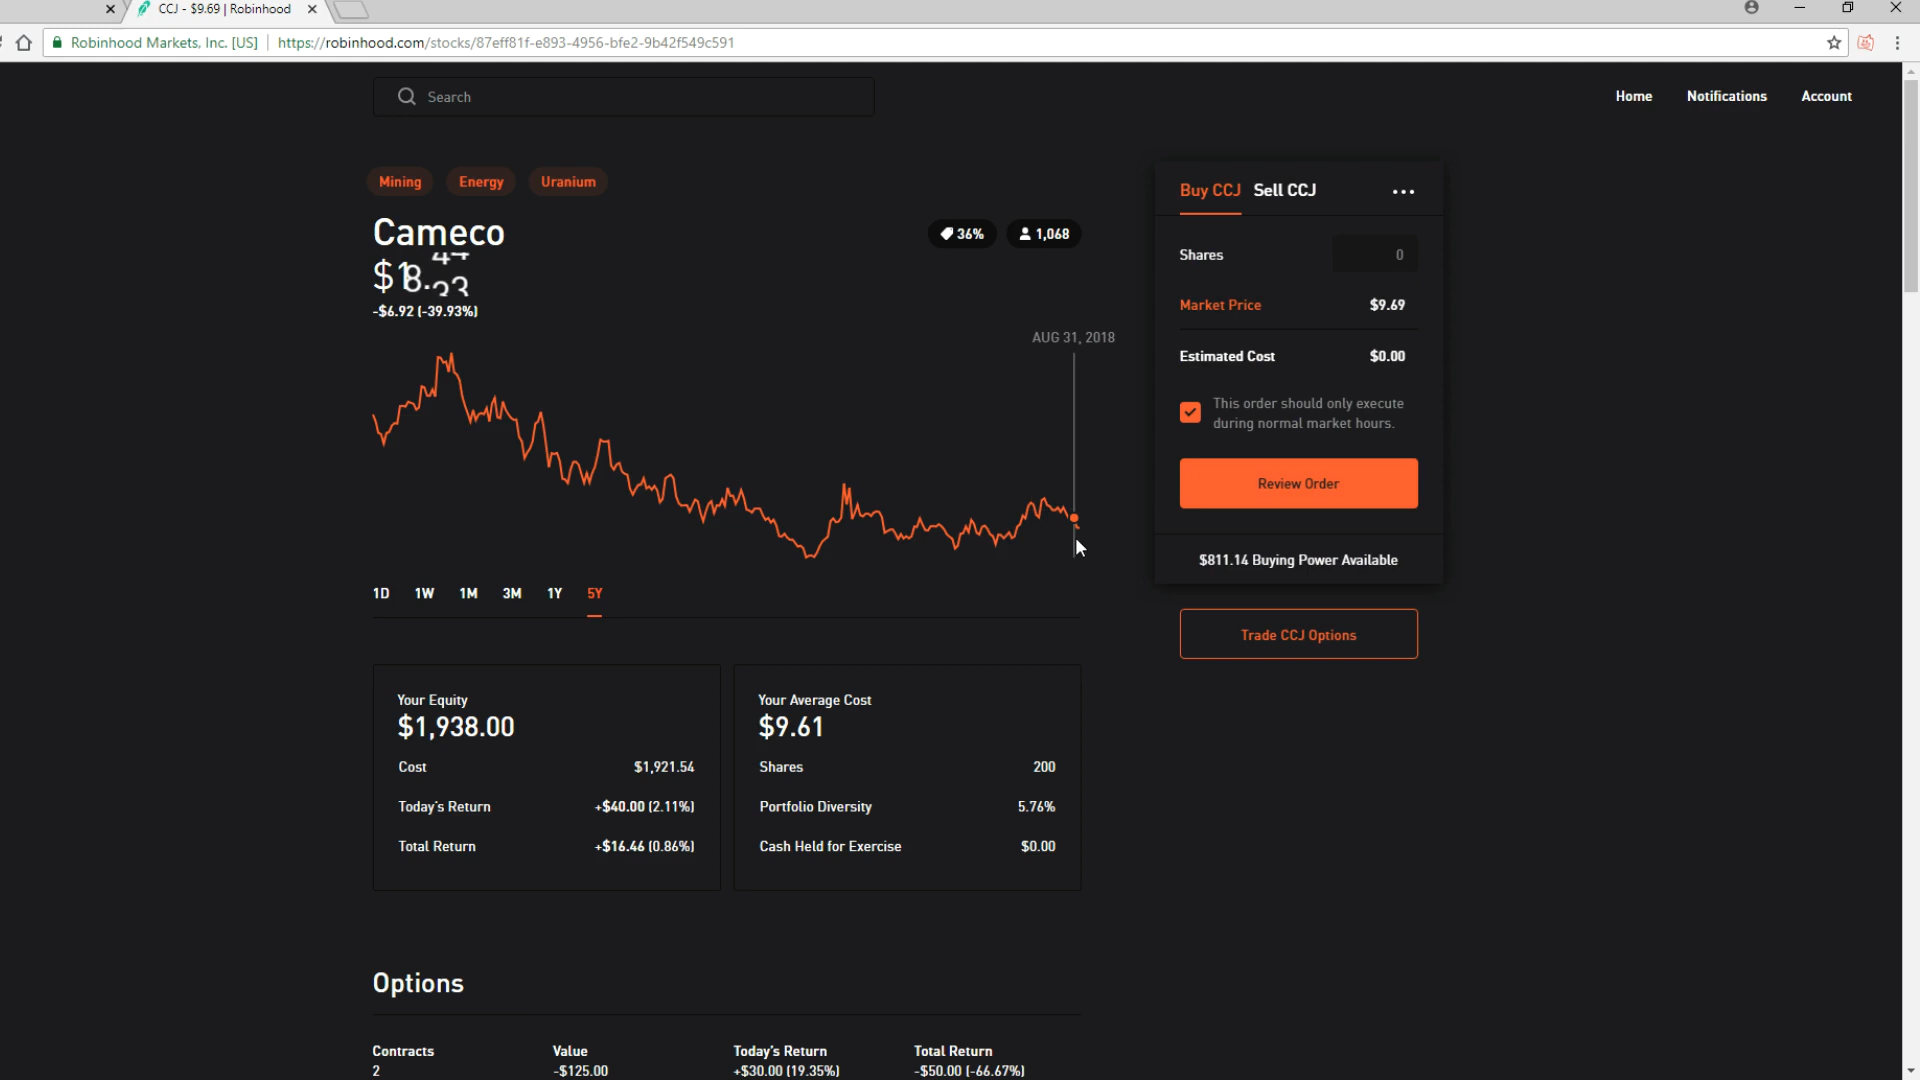 CCJ - $9.69 | Robinhood
Robinhood Markets, Inc. [US] https://robinhood.com/stocks/87eff81f-e893-4956-bfe2-9b42f549c591
Search
Home Notifications Account
Mining Energy Uranium
Cameco
36% 1,068
-$6.92 (-39.93%)
AUG 31, 2018
1D 1W 1M 3M 1Y 5Y
Buy CCJ Sell CCJ
Shares 0
Market Price $9.69
Estimated Cost $0.00
This order should only execute
during normal market hours.
Review Order
$811.14 Buying Power Available
Trade CCJ Options
Your Equity
$1,938.00
Cost $1,921.54
Today's Return +$40.00 (2.11%)
Total Return +$16.46 (0.86%)
Your Average Cost
$9.61
Shares 200
Portfolio Diversity 5.76%
Cash Held for Exercise $0.00
Options
Contracts Value Today's Return Total Return
2 -$125.00 +$30.00 (19.35%) -$50.00 (-66.67%)